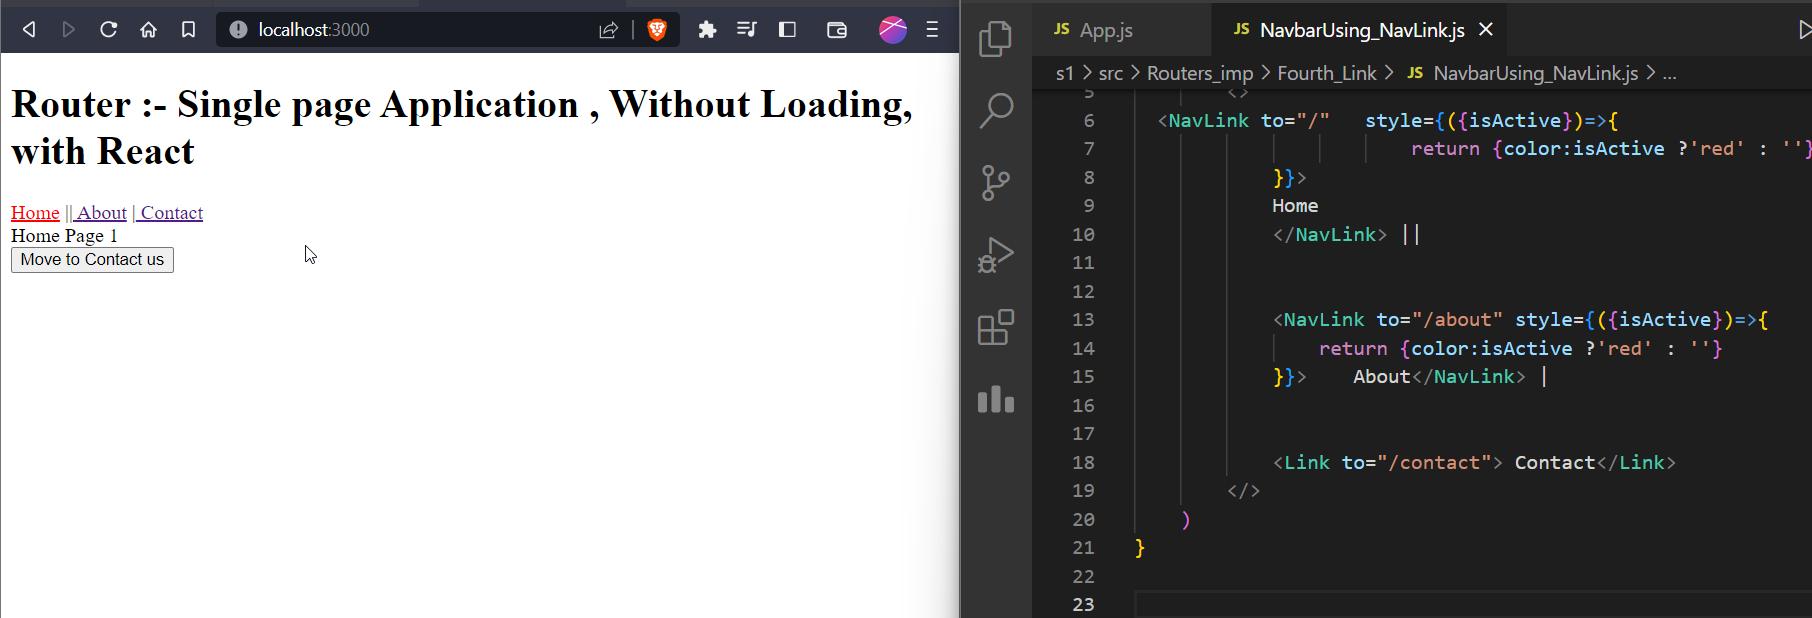 localhost:3000
Router :- Single page Application , Without Loading,
with React
Home || About | Contact
Home Page 1
Move to Contact us
JS App.js
JS NavbarUsing_NavLink.js
s1 > src > Routers_imp > Fourth_Link > JS NavbarUsing_NavLink.js > ...
5 <>
6 <NavLink to="/" style={({isActive})=>{
7 return {color:isActive ?'red' : ''}
8 }}>
9 Home
10 </NavLink> ||
11
12
13 <NavLink to="/about" style={({isActive})=>{
14 return {color:isActive ?'red' : ''}
15 }}> About</NavLink> |
16
17
18 <Link to="/contact"> Contact</Link>
19 </>
20 )
21 }
22
23